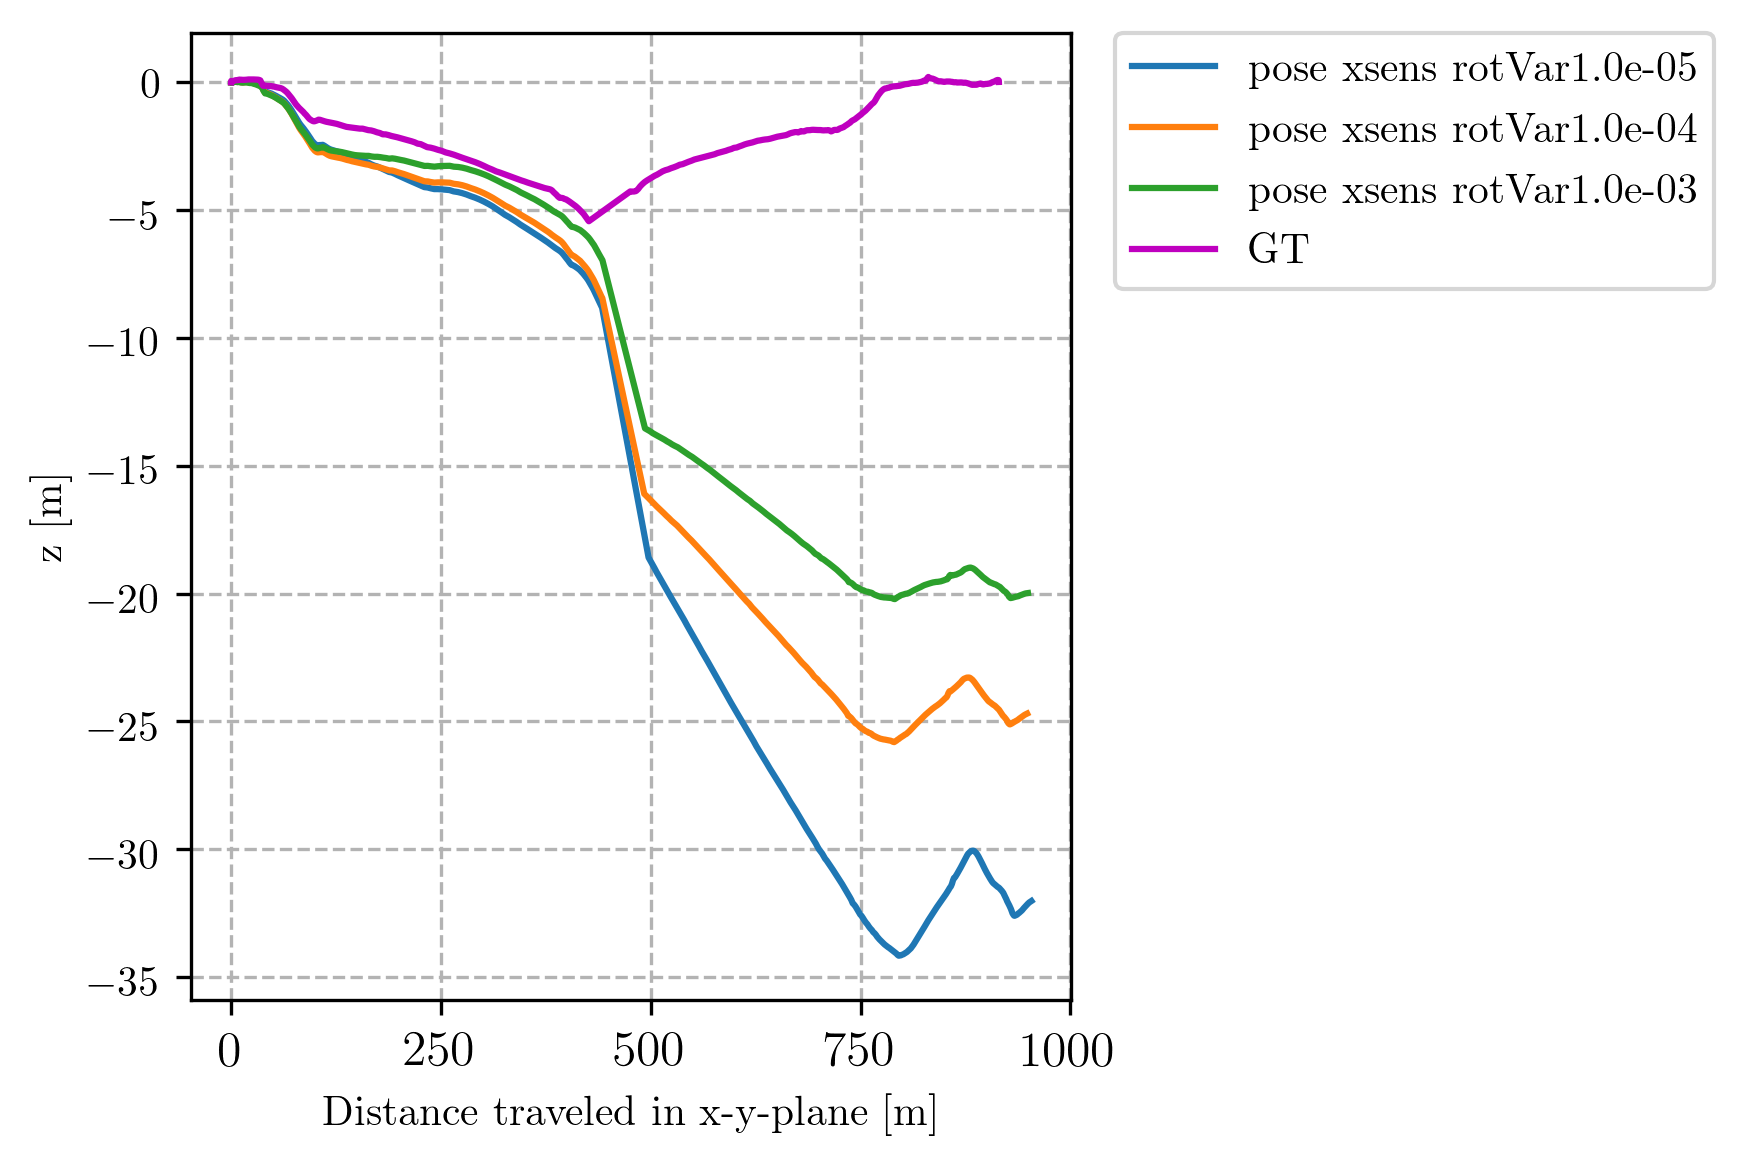 0
−5
−10
−15
−20
−25
−30
−35
z [m]
0 250 500 750 1000
Distance traveled in x-y-plane [m]
pose xsens rotVar1.0e-05
pose xsens rotVar1.0e-04
pose xsens rotVar1.0e-03
GT